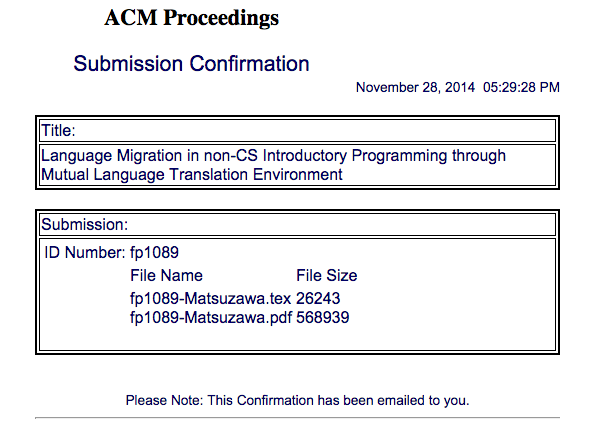 ACM Proceedings
Submission Confirmation
November 28, 2014 05:29:28 PM
Title:
Language Migration in non-CS Introductory Programming through
Mutual Language Translation Environment
Submission:
ID Number: fp1089
File Name File Size
fp1089-Matsuzawa.tex 26243
fp1089-Matsuzawa.pdf 568939
Please Note: This Confirmation has been emailed to you.